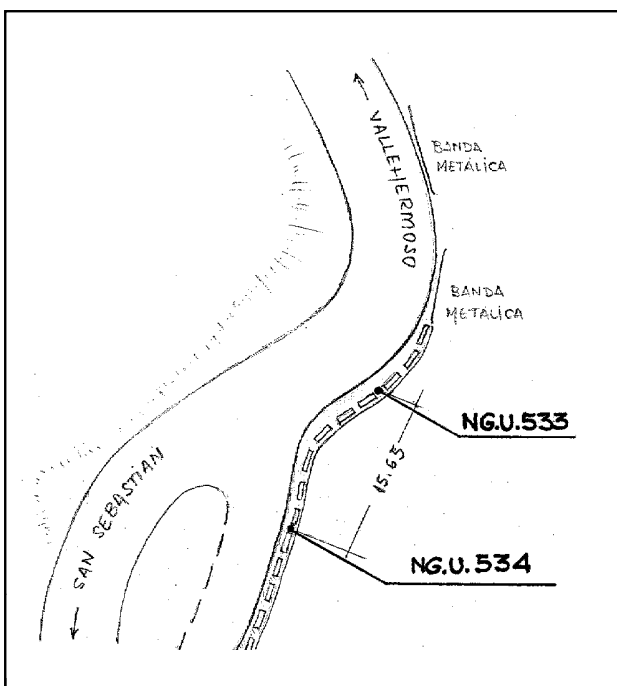 VALLEHERMOSO
BANDA
METÁLICA
BANDA
METÁLICA
NG.U.533
15.65
SAN SEBASTIAN
NG.U.534